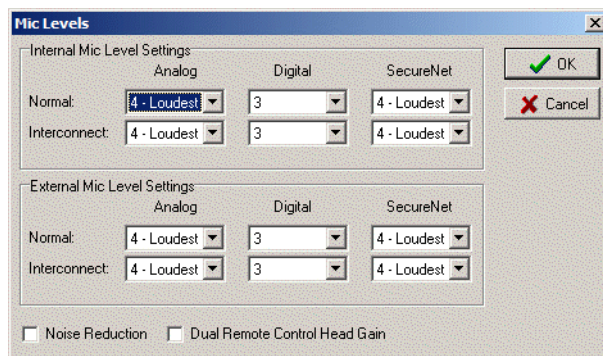 Mic Levels
Internal Mic Level Settings
Analog Digital SecureNet
Normal: 4 - Loudest 3 4 - Loudest
Interconnect: 4 - Loudest 3 4 - Loudest
OK
Cancel
External Mic Level Settings
Analog Digital SecureNet
Normal: 4 - Loudest 3 4 - Loudest
Interconnect: 4 - Loudest 3 4 - Loudest
Noise Reduction Dual Remote Control Head Gain